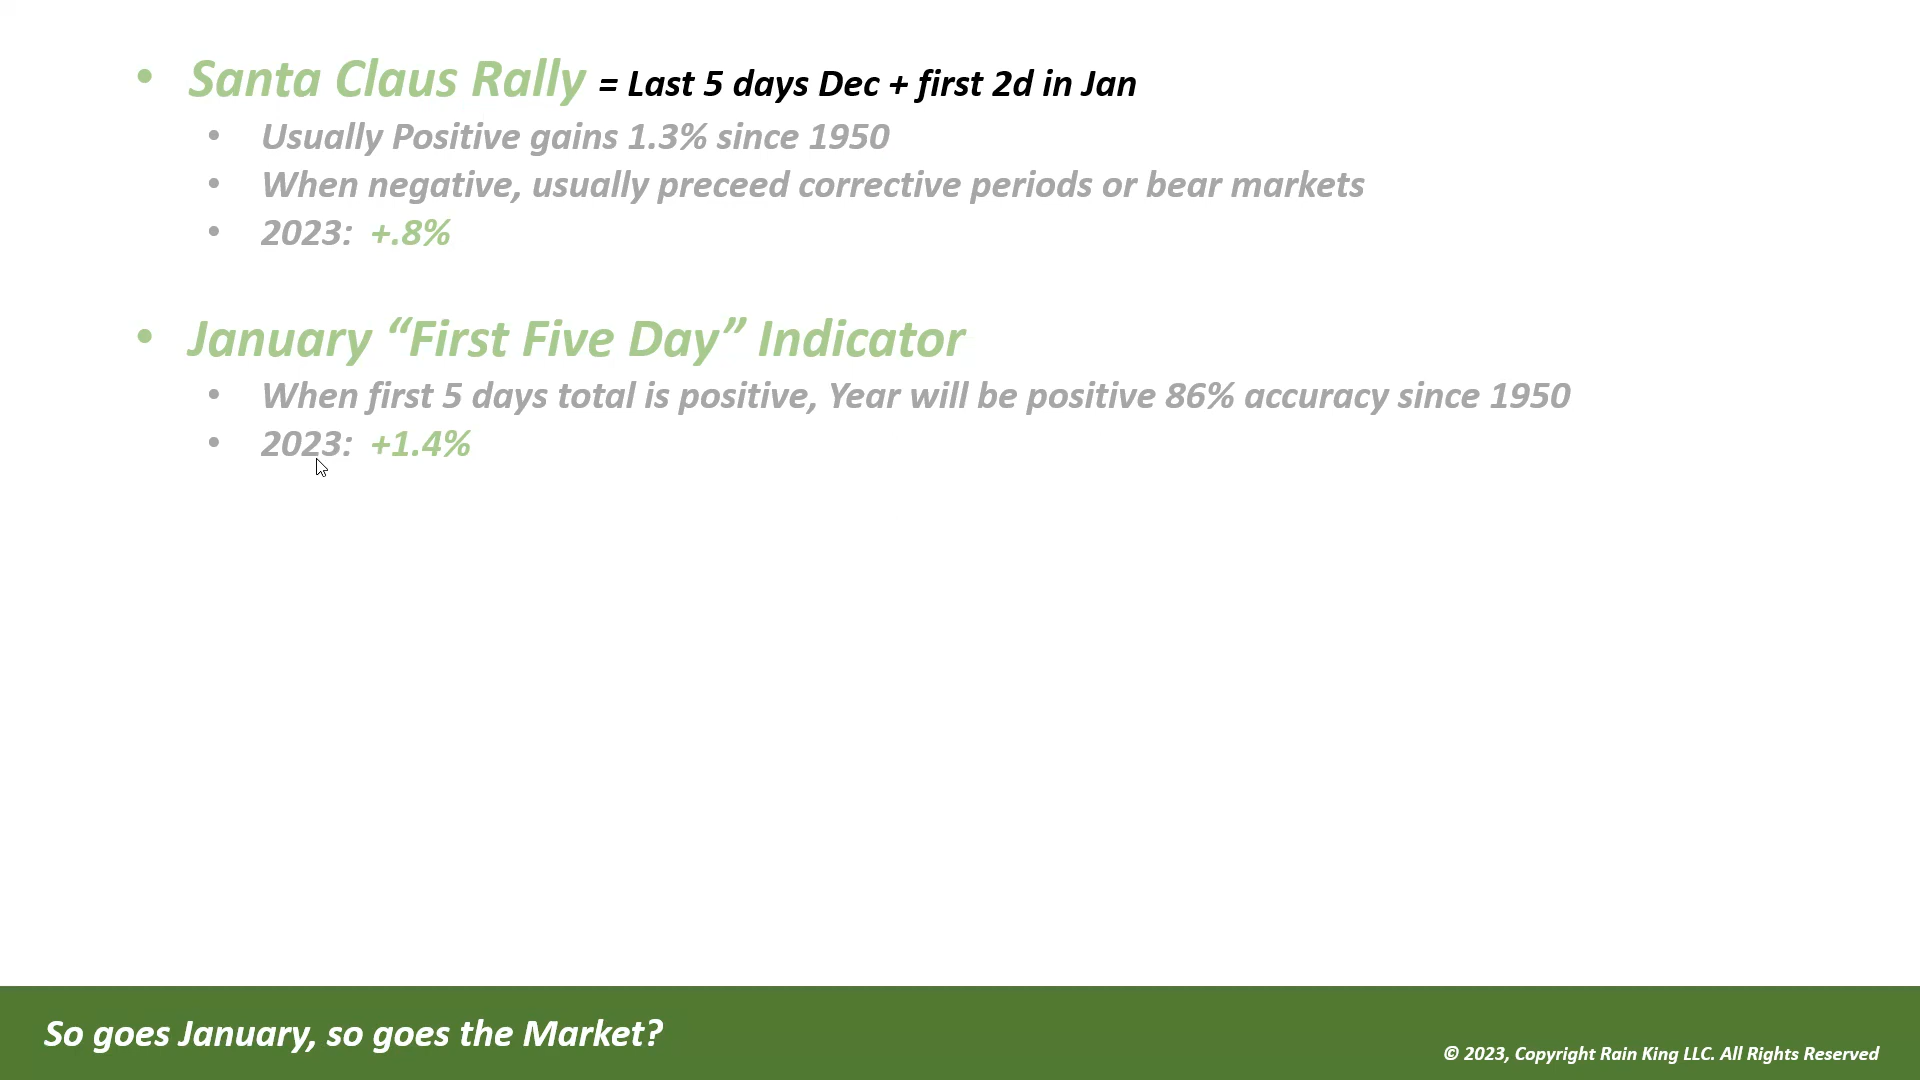 • Santa Claus Rally = Last 5 days Dec + first 2d in Jan
• Usually Positive gains 1.3% since 1950
• When negative, usually preceed corrective periods or bear markets
• 2023: +.8%
• January “First Five Day” Indicator
• When first 5 days total is positive, Year will be positive 86% accuracy since 1950
• 2023: +1.4%
So goes January, so goes the Market?
© 2023, Copyright Rain King LLC. All Rights Reserved